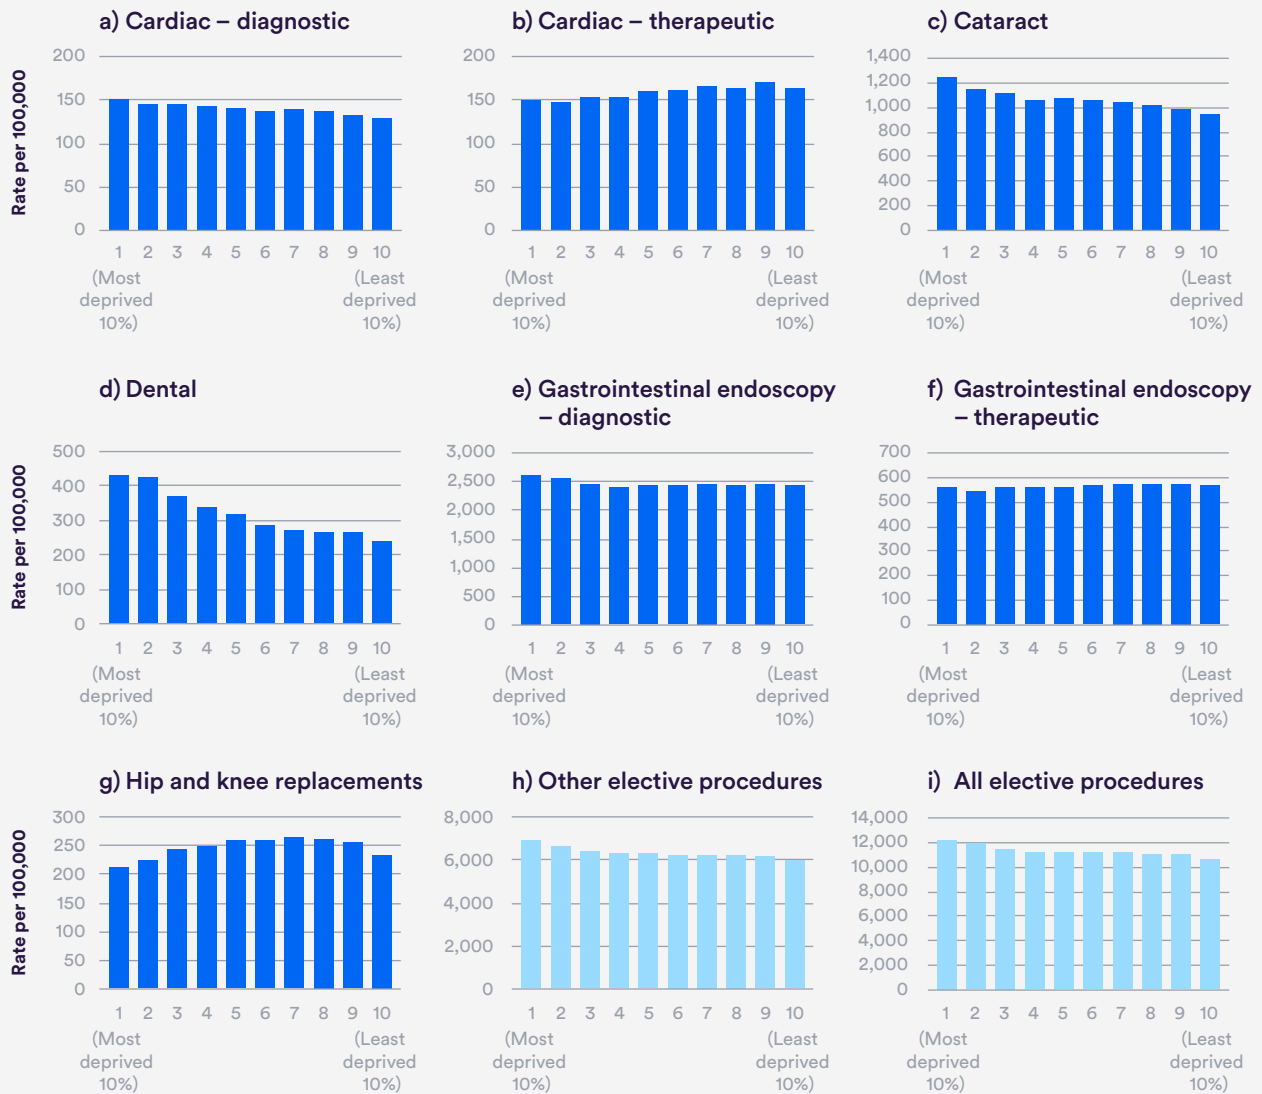 a) Cardiac – diagnostic
Rate per 100,000
200
150
100
50
0
1 2 3 4 5 6 7 8 9 10
(Most
deprived
10%)
(Least
deprived
10%)
b) Cardiac – therapeutic
200
150
100
50
0
1 2 3 4 5 6 7 8 9 10
(Most
deprived
10%)
(Least
deprived
10%)
c) Cataract
1,400
1,200
1,000
800
600
400
200
0
1 2 3 4 5 6 7 8 9 10
(Most
deprived
10%)
(Least
deprived
10%)
d) Dental
Rate per 100,000
500
400
300
200
100
0
1 2 3 4 5 6 7 8 9 10
(Most
deprived
10%)
(Least
deprived
10%)
e) Gastrointestinal endoscopy
– diagnostic
3,000
2,500
2,000
1,500
1,000
500
0
1 2 3 4 5 6 7 8 9 10
(Most
deprived
10%)
(Least
deprived
10%)
f) Gastrointestinal endoscopy
– therapeutic
700
600
500
400
300
200
100
0
1 2 3 4 5 6 7 8 9 10
(Most
deprived
10%)
(Least
deprived
10%)
g) Hip and knee replacements
Rate per 100,000
300
250
200
150
100
50
0
1 2 3 4 5 6 7 8 9 10
(Most
deprived
10%)
(Least
deprived
10%)
h) Other elective procedures
8,000
6,000
4,000
2,000
0
1 2 3 4 5 6 7 8 9 10
(Most
deprived
10%)
(Least
deprived
10%)
i) All elective procedures
14,000
12,000
10,000
8,000
6,000
4,000
2,000
0
1 2 3 4 5 6 7 8 9 10
(Most
deprived
10%)
(Least
deprived
10%)